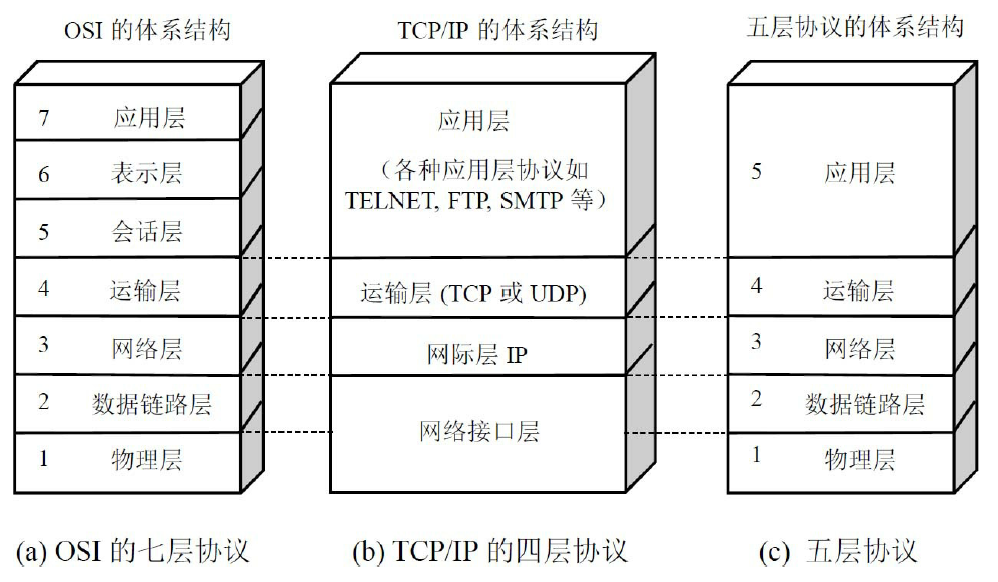 OSI 的体系结构
7 应用层
6 表示层
5 会话层
4 运输层
3 网络层
2 数据链路层
1 物理层
(a) OSI 的七层协议
TCP/IP 的体系结构
应用层
（各种应用层协议如
TELNET, FTP, SMTP 等）
运输层 (TCP 或 UDP)
网际层 IP
网络接口层
(b) TCP/IP 的四层协议
五层协议的体系结构
5 应用层
4 运输层
3 网络层
2 数据链路层
1 物理层
(c) 五层协议